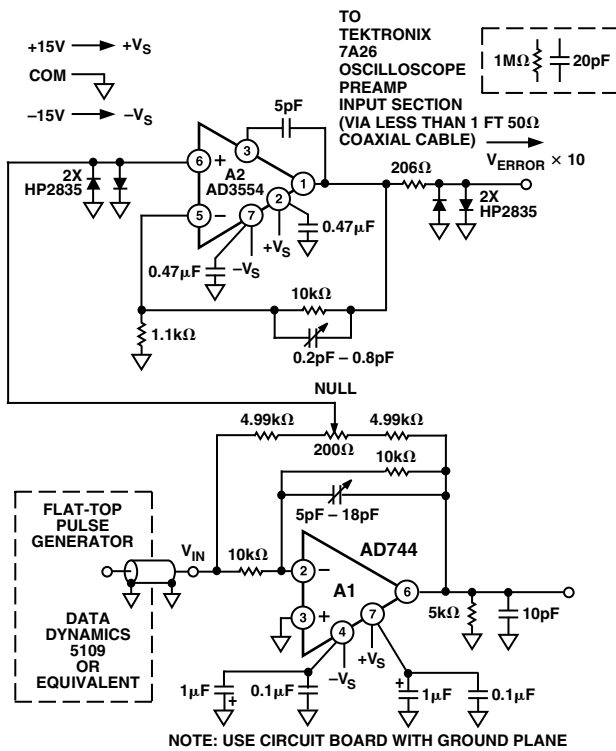 +15V +VS
COM
–15V –VS
TO
TEKTRONIX
7A26
OSCILLOSCOPE
PREAMP
INPUT SECTION
(VIA LESS THAN 1 FT 50Ω
COAXIAL CABLE)
1MΩ 20pF
VERROR × 10
5pF
206Ω
2X
HP2835
2X
HP2835
6 +
3
A2
AD3554
1
5 –
2
7
0.47µF
+VS
–VS
0.47µF
10kΩ
1.1kΩ
0.2pF – 0.8pF
NULL
4.99kΩ 4.99kΩ
200Ω
10kΩ
5pF – 18pF
FLAT-TOP
PULSE
GENERATOR
VIN
10kΩ
AD744
2 –
A1
6
3 +
7
4
5kΩ
10pF
+VS
–VS
DATA
DYNAMICS
5109
OR
EQUIVALENT
1µF
+
0.1µF
+
1µF
0.1µF
NOTE: USE CIRCUIT BOARD WITH GROUND PLANE